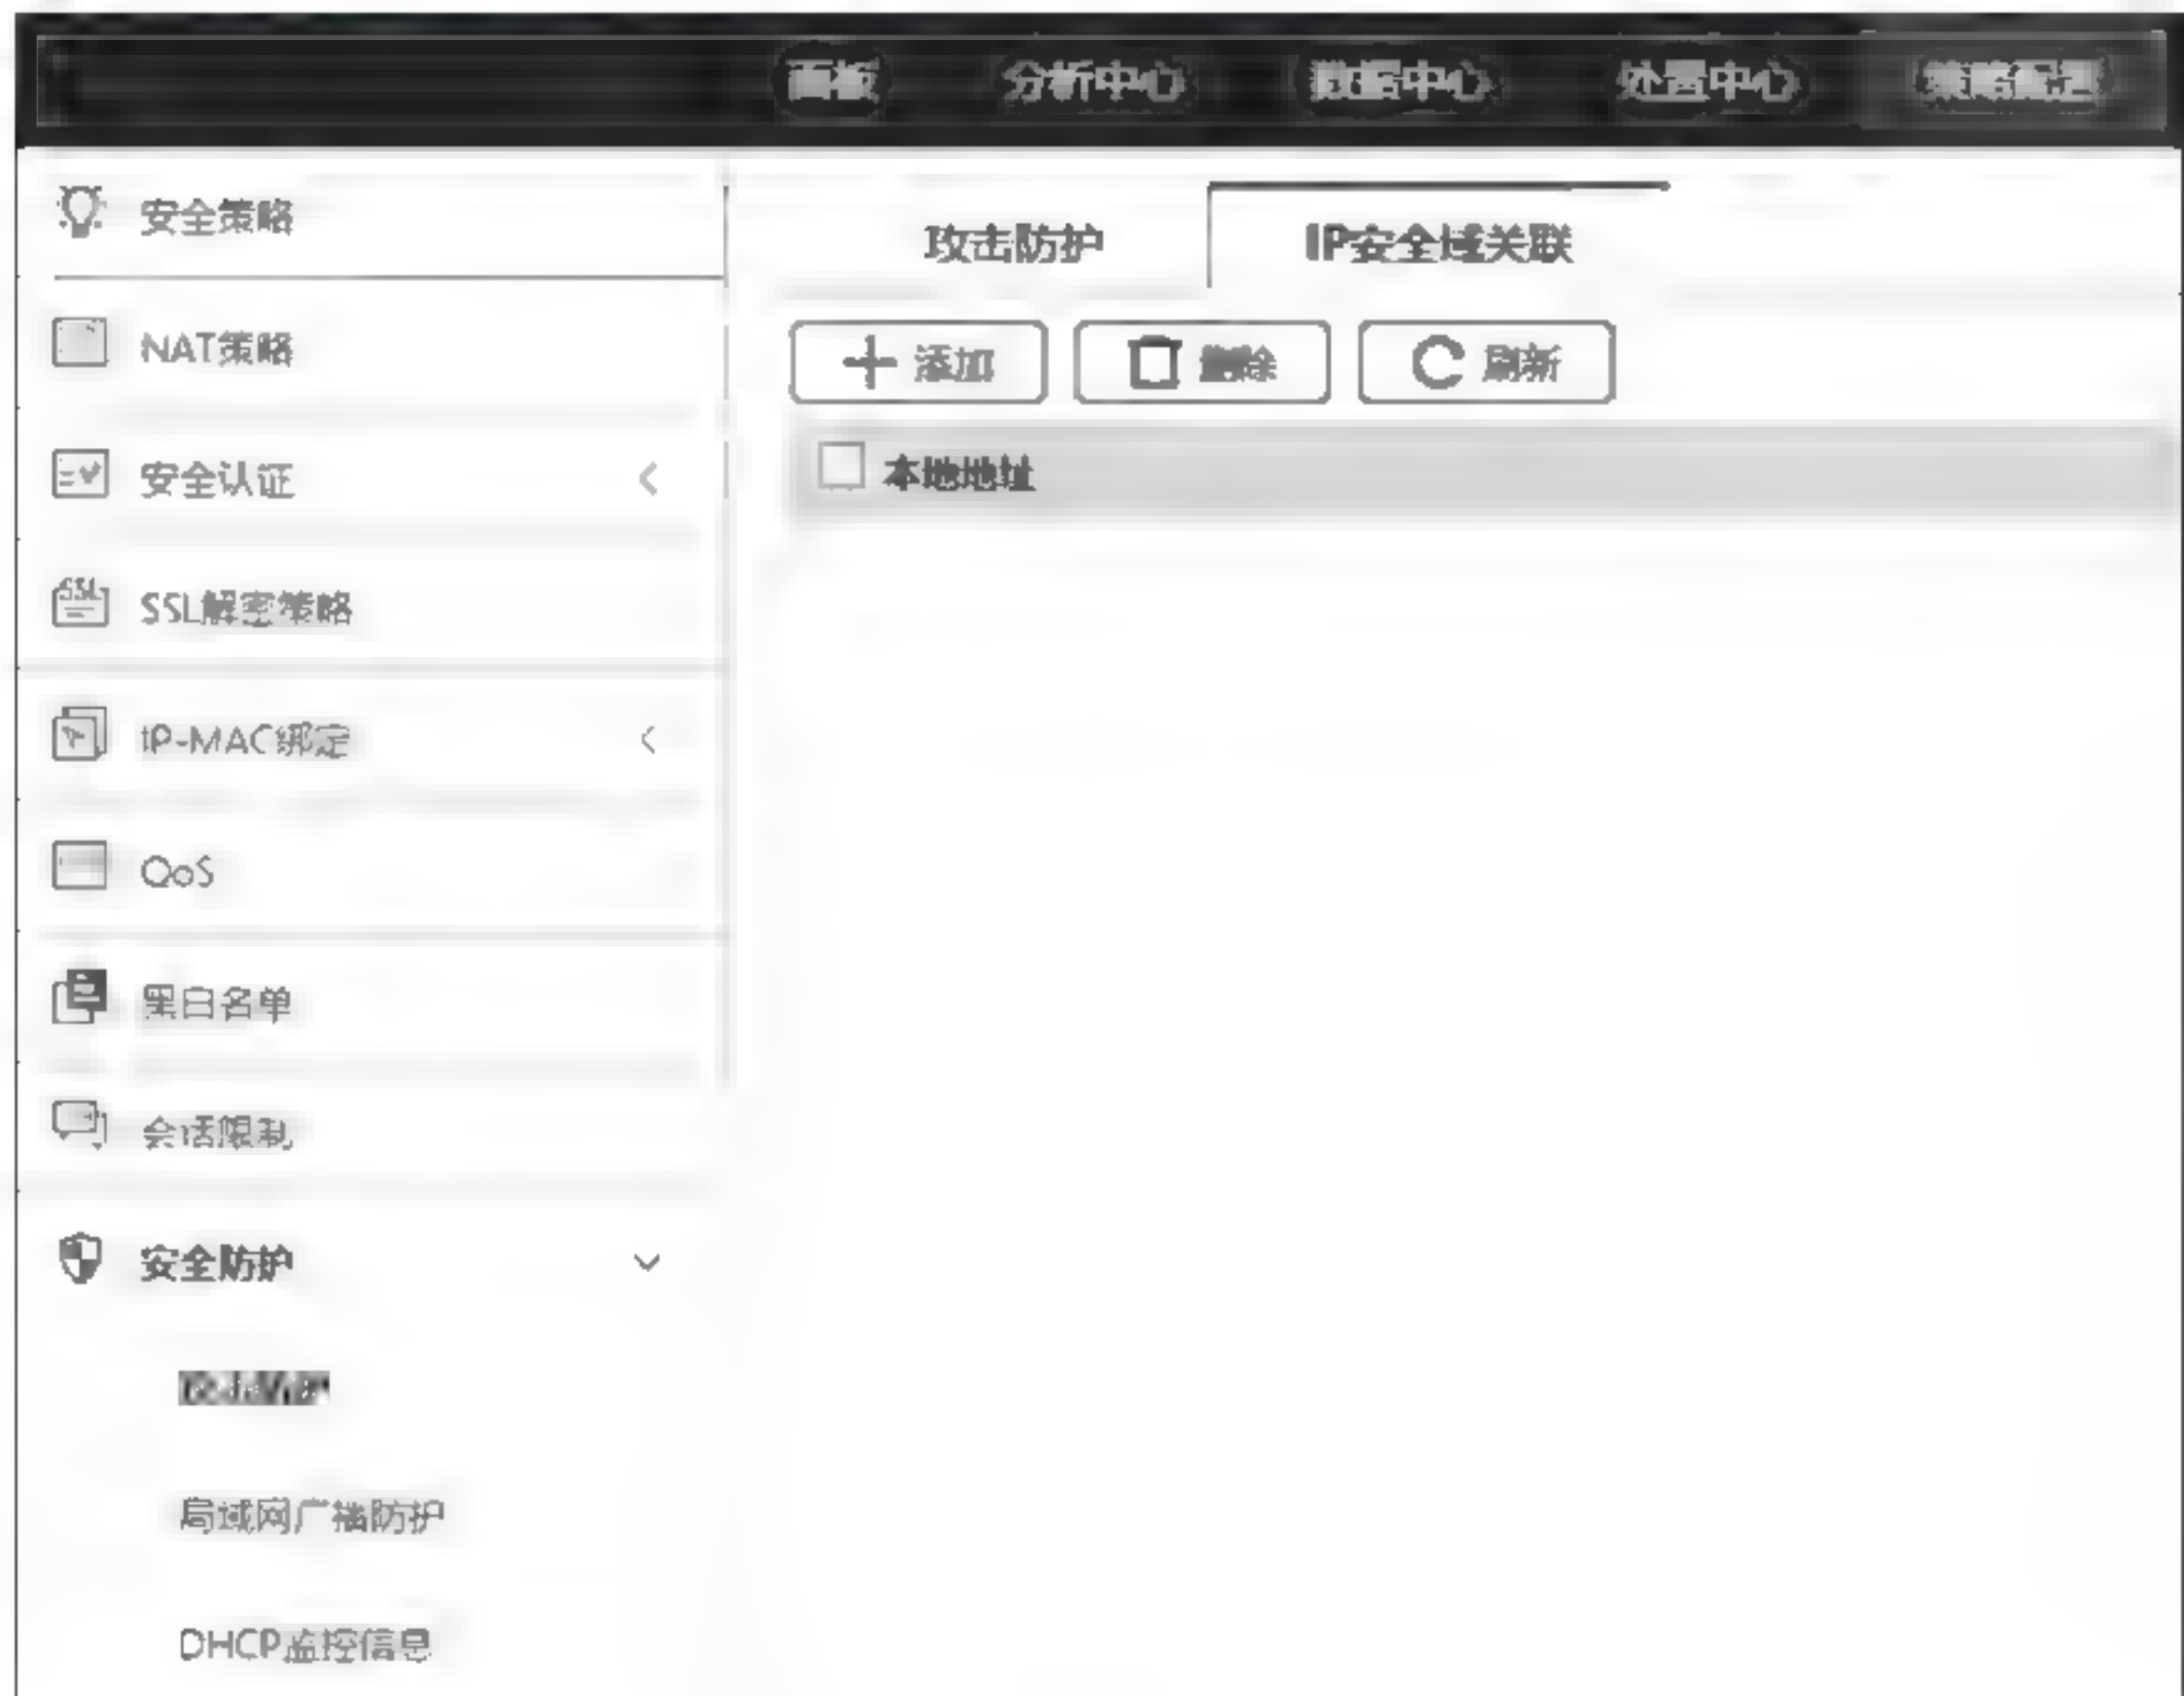 面板 分析中心 数据中心 处置中心 策略配置
安全策略
攻击防护 IP安全域关联
NAT策略
添加 删除 刷新
安全认证
本地地址
SSL解密策略
IP-MAC绑定
QoS
黑白名单
会话限制
安全防护
局域网广播防护
DHCP监控信息